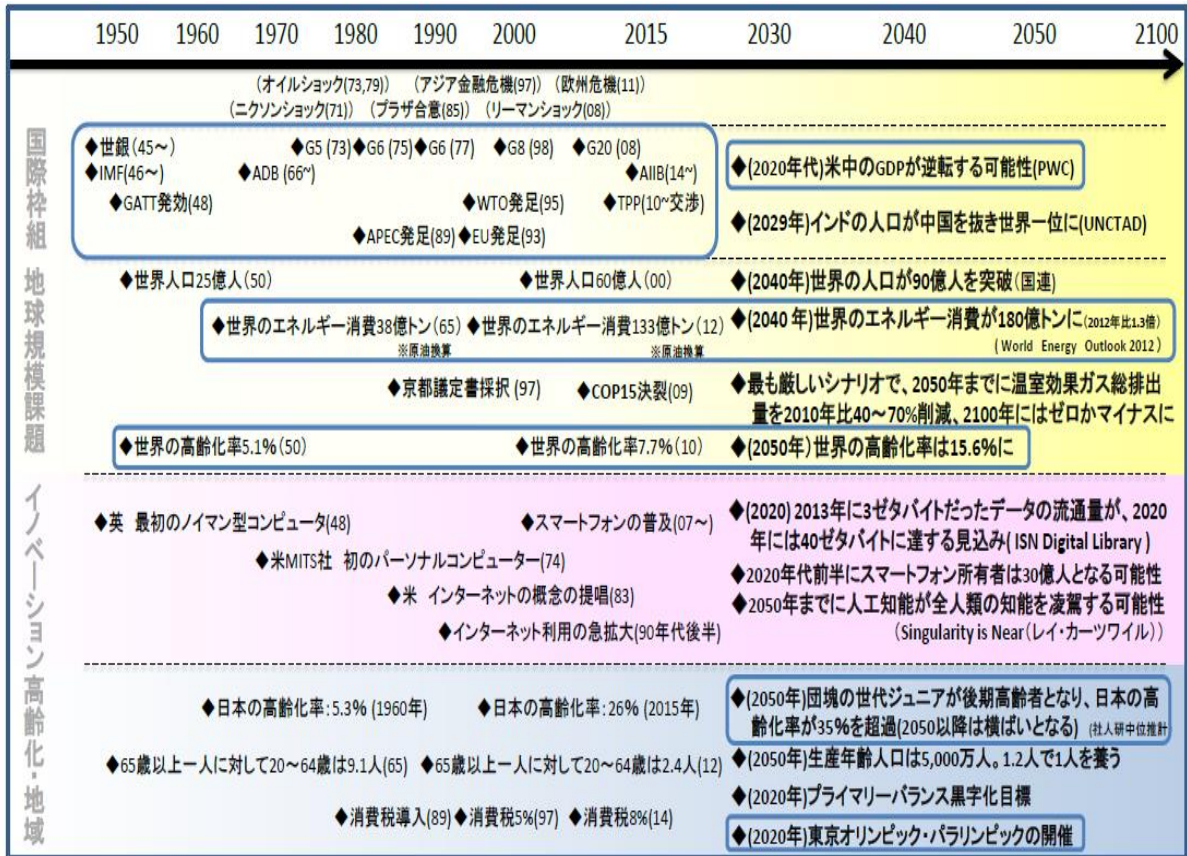 1950 1960 1970 1980 1990 2000 2015 2030 2040 2050 2100
(オイルショック(73,79) (アジア金融危機(97) (欧州危機(11)
(ニクソンショック(71) (プラザ合意(85) (リーマンショック(08)
国際枠組
◆世銀(45~) ◆G5 (73)◆G6 (75)◆G6 (77) ◆G8 (98) ◆G20 (08)
◆IMF(46~) ◆ADB (66~) ◆AIIB(14~)
◆GATT発効(48) ◆WTO発足(95) ◆TPP(10~交渉)
◆APEC発足(89)◆EU発足(93)
◆(2020年代)米中のGDPが逆転する可能性(PWC)
◆(2029年)インドの人口が中国を抜き世界一位に(UNCTAD)
地球規模課題
◆世界人口25億人(50) ◆世界人口60億人(00) ◆(2040年)世界の人口が90億人を突破(国連)
◆世界のエネルギー消費38億トン(65) ◆世界のエネルギー消費133億トン(12) ◆(2040 年)世界のエネルギー消費が180億トンに(2012年比1.3倍)
※原油換算 ※原油換算 ( World Energy Outlook 2012 )
◆京都議定書採択 (97) ◆COP15決裂(09) ◆最も厳しいシナリオで、2050年までに温室効果ガス総排出
量を2010年比40~70%削減、2100年にはゼロかマイナスに
◆世界の高齢化率5.1%(50) ◆世界の高齢化率7.7%(10) ◆(2050年)世界の高齢化率は15.6%に
イノベーション
◆英 最初のノイマン型コンピュータ(48) ◆スマートフォンの普及(07~) ◆(2020) 2013年に3ゼタバイトだったデータの流通量が、2020
年には40ゼタバイトに達する見込み( ISN Digital Library )
◆米MITS社 初のパーソナルコンピューター(74)
◆2020年代前半にスマートフォン所有者は30億人となる可能性
◆米 インターネットの概念の提唱(83) ◆2050年までに人工知能が全人類の知能を凌駕する可能性
◆インターネット利用の急拡大(90年代後半) (Singularity is Near(レイ・カーツワイル))
高齢化・地域
◆日本の高齢化率:5.3% (1960年) ◆日本の高齢化率:26% (2015年) ◆(2050年)団塊の世代ジュニアが後期高齢者となり、日本の高
齢化率が35%を超過(2050以降は横ばいとなる) (社人研中位推計
◆65歳以上一人に対して20~64歳は9.1人(65) ◆65歳以上一人に対して20~64歳は2.4人(12) ◆(2050年)生産年齢人口は5,000万人。1.2人で1人を養う
◆(2020年)プライマリーバランス黒字化目標
◆消費税導入(89) ◆消費税5%(97) ◆消費税8%(14)
◆(2020年)東京オリンピック・パラリンピックの開催